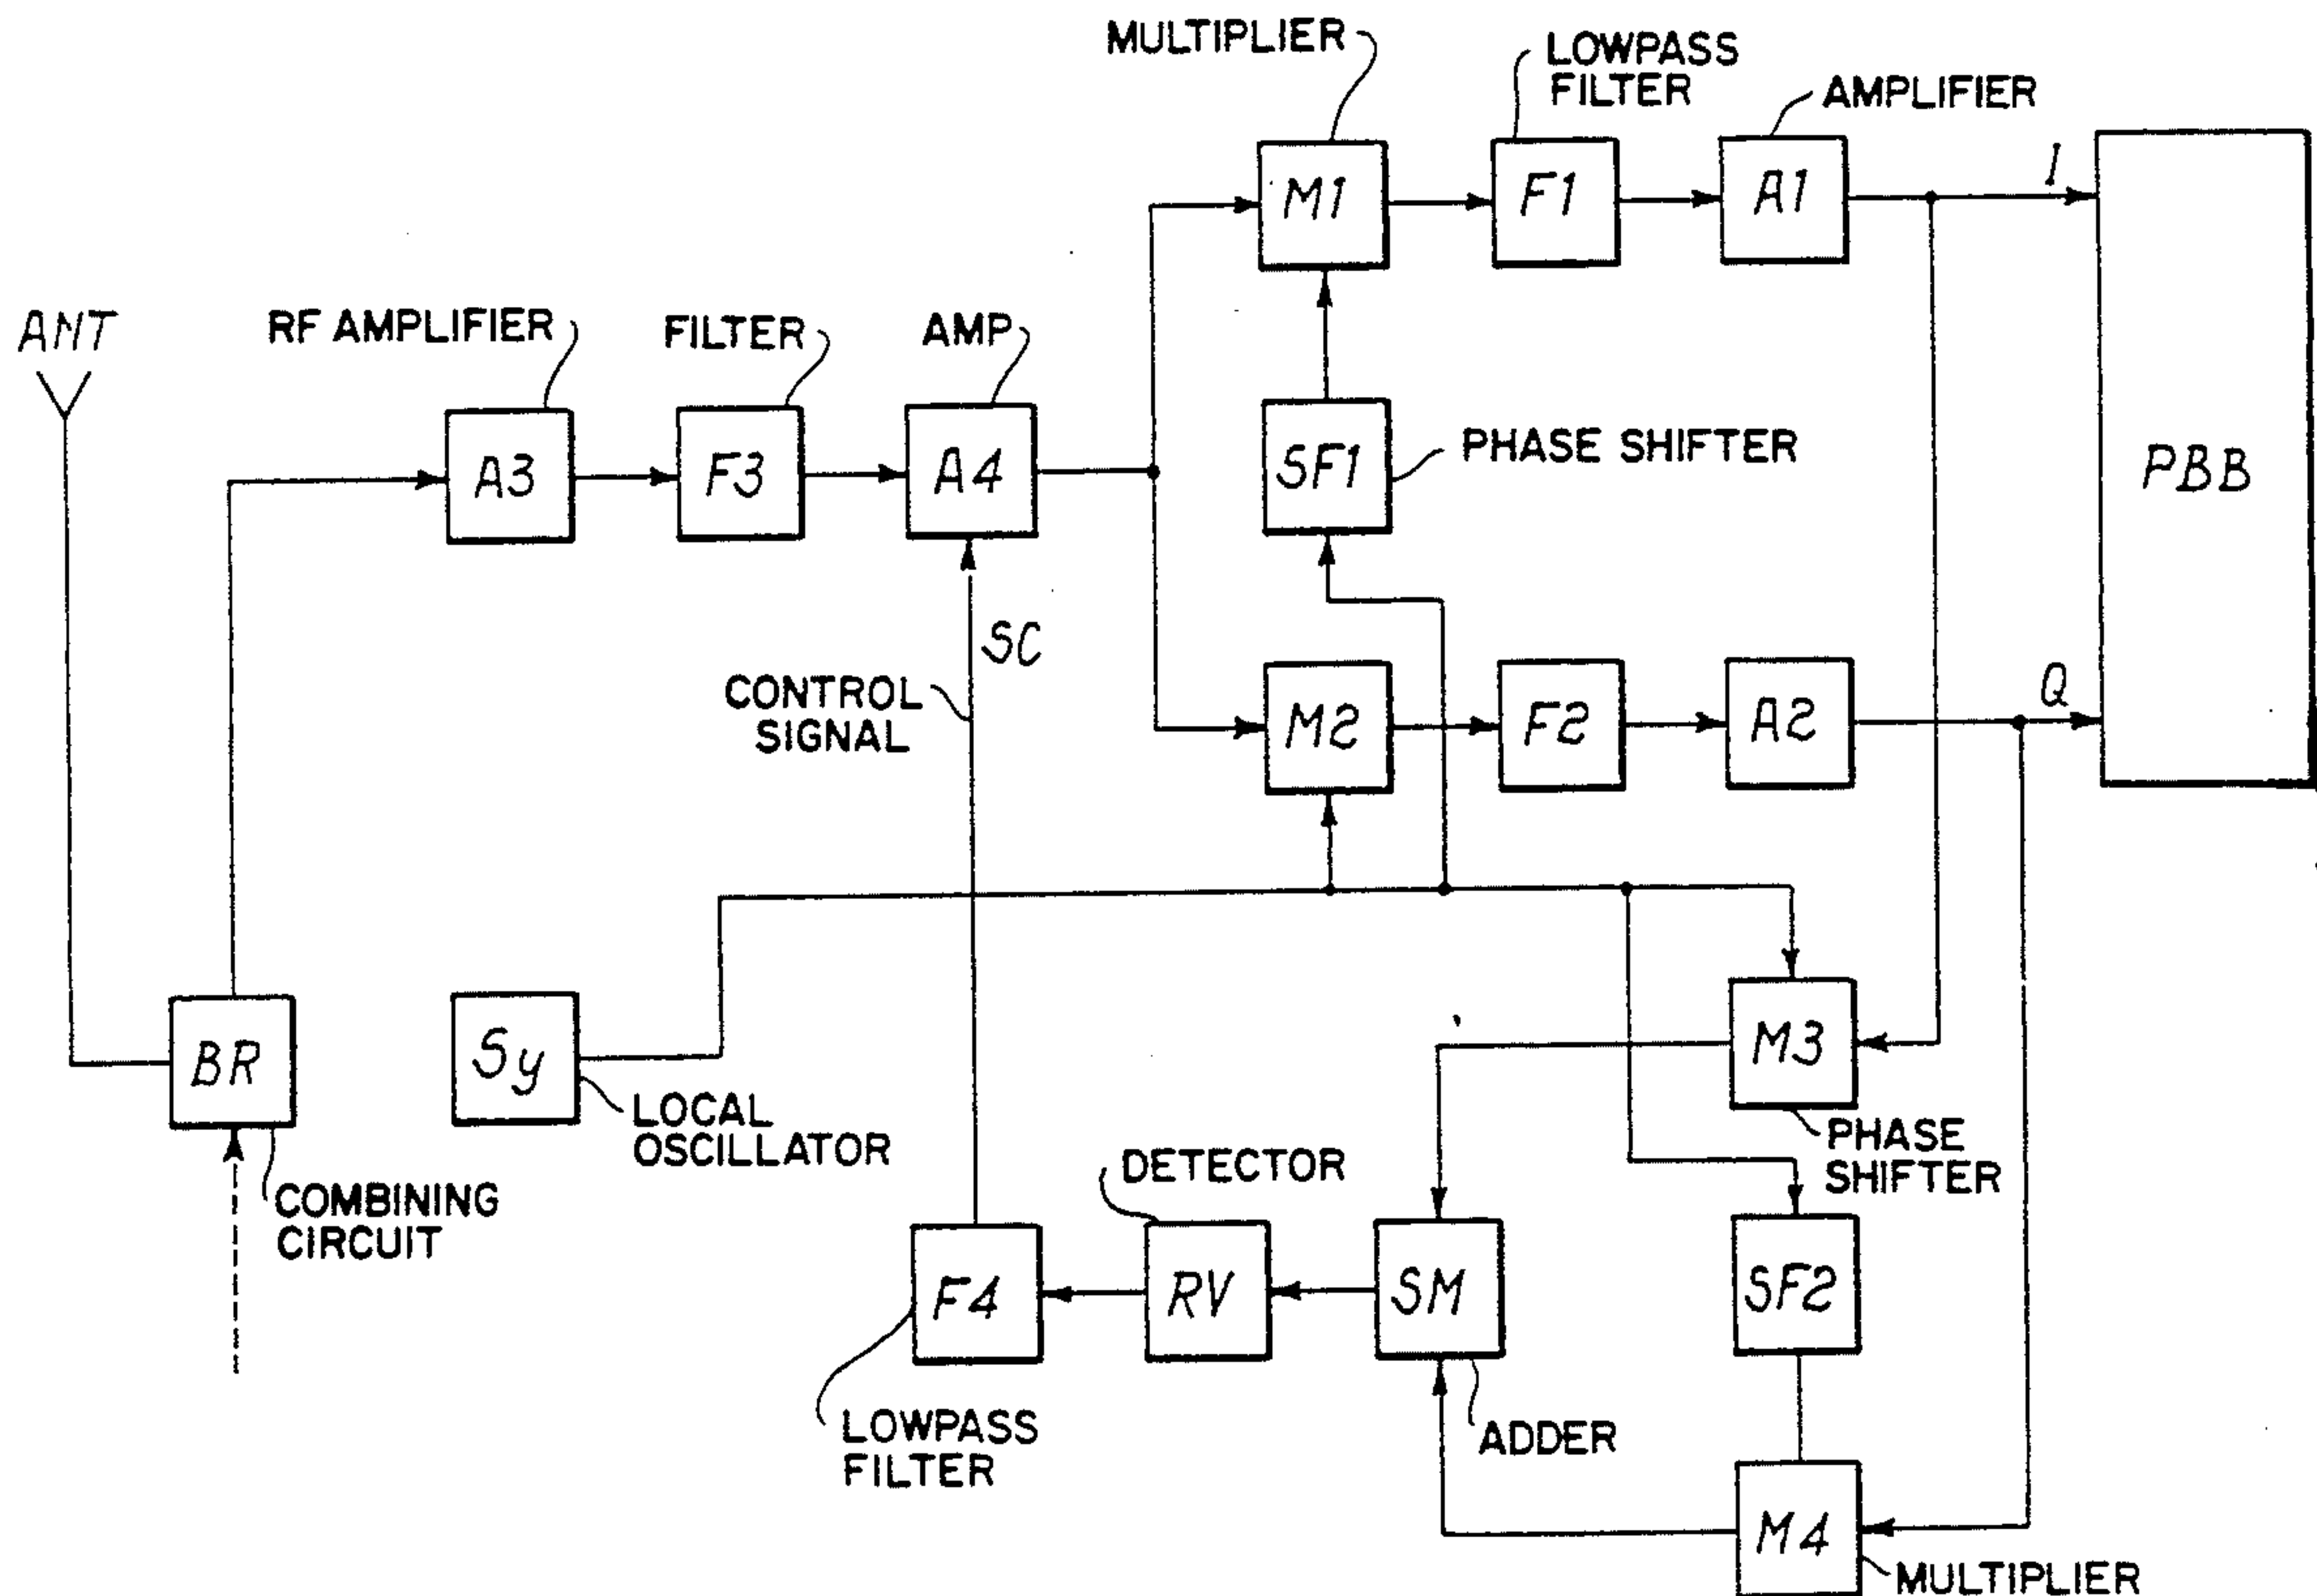 MULTIPLIER
LOWPASS
FILTER
AMPLIFIER
M1
F1
A1
I
ANT
RF AMPLIFIER
FILTER
AMP
A3
F3
A4
SF1
PHASE SHIFTER
PBB
SC
CONTROL
SIGNAL
M2
F2
A2
Q
BR
Sy
LOCAL
OSCILLATOR
COMBINING
CIRCUIT
M3
PHASE
SHIFTER
DETECTOR
F4
RV
SM
SF2
LOWPASS
FILTER
ADDER
M4
MULTIPLIER